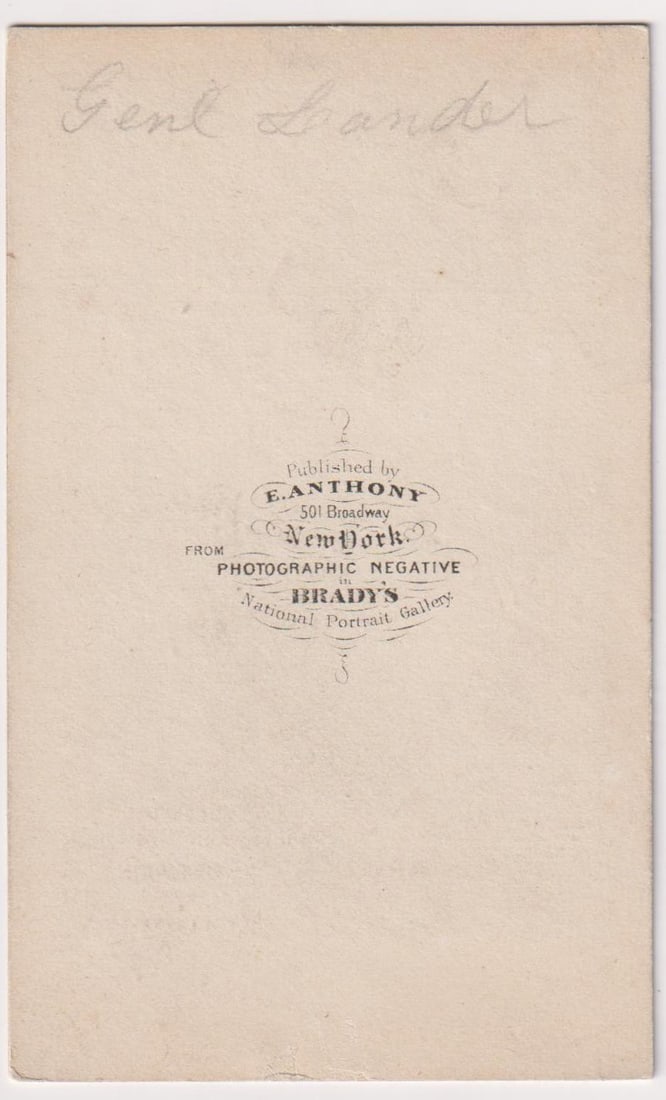 Genl Lander
Published by
E. ANTHONY
501 Broadway
New York.
FROM
PHOTOGRAPHIC NEGATIVE
in
BRADY'S
National Portrait Gallery.